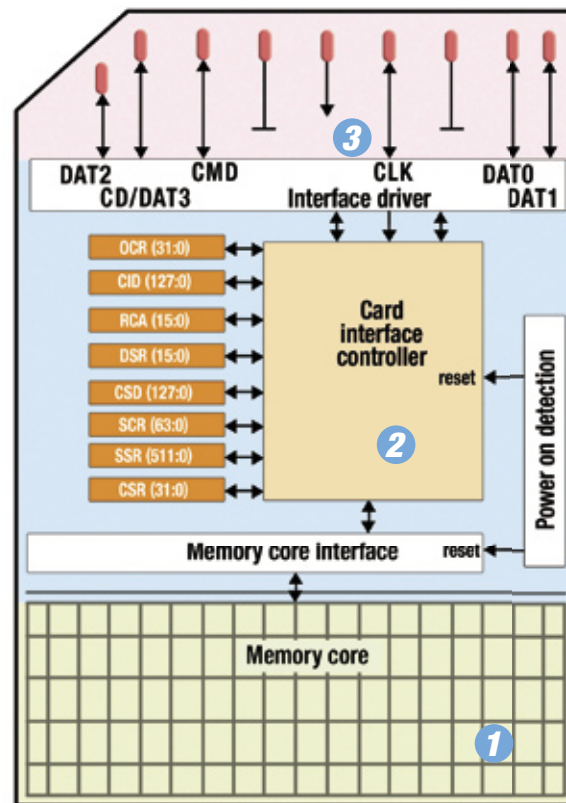 3
DAT2
CMD
CLK
DAT0
CD/DAT3
Interface driver
DAT1
OCR (31:0)
CID (127:0)
RCA (15:0)
DSR (15:0)
CSD (127:0)
SCR (63:0)
SSR (511:0)
CSR (31:0)
Card
interface
controller
reset
2
Power on detection
Memory core interface
reset
Memory core
1